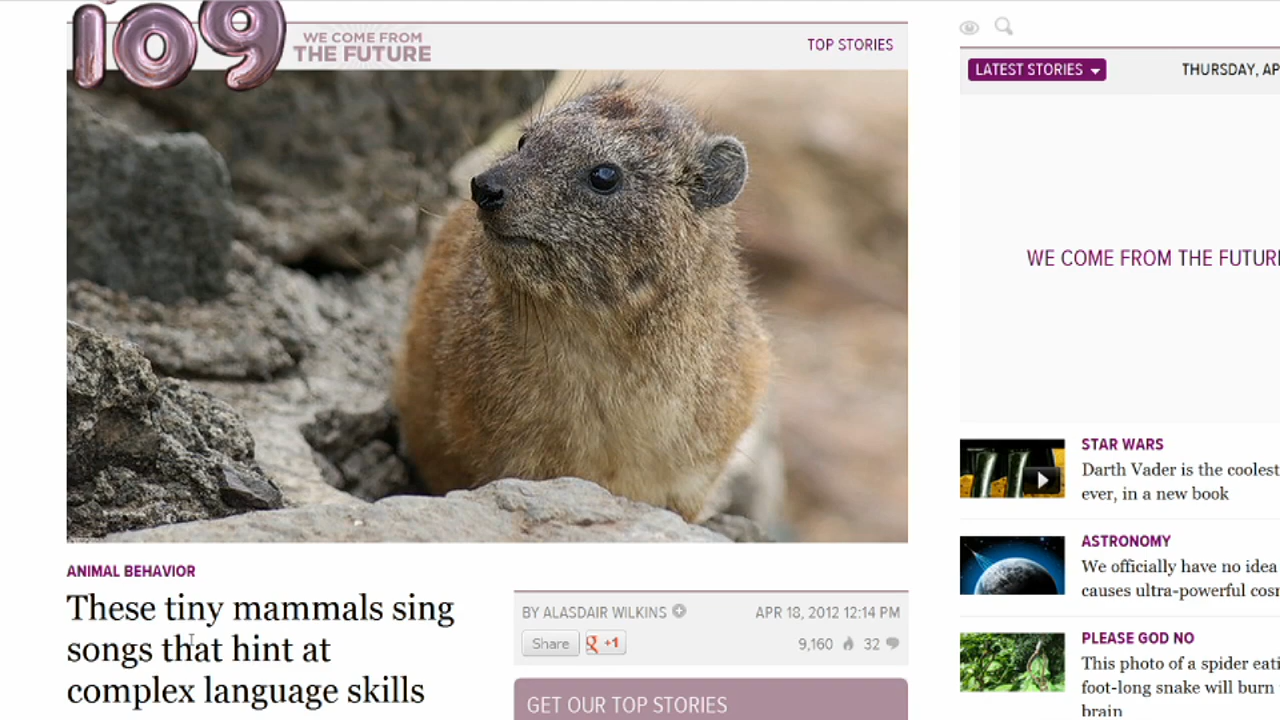 io9
WE COME FROM
THE FUTURE
TOP STORIES
ANIMAL BEHAVIOR
These tiny mammals sing
songs that hint at
complex language skills
BY ALASDAIR WILKINS
APR 18, 2012 12:14 PM
Share
g +1
9,160
32
GET OUR TOP STORIES
LATEST STORIES
THURSDAY, AP
WE COME FROM THE FUTURE
STAR WARS
Darth Vader is the coolest
ever, in a new book
ASTRONOMY
We officially have no idea
causes ultra-powerful cos
PLEASE GOD NO
This photo of a spider eati
foot-long snake will burn
brain